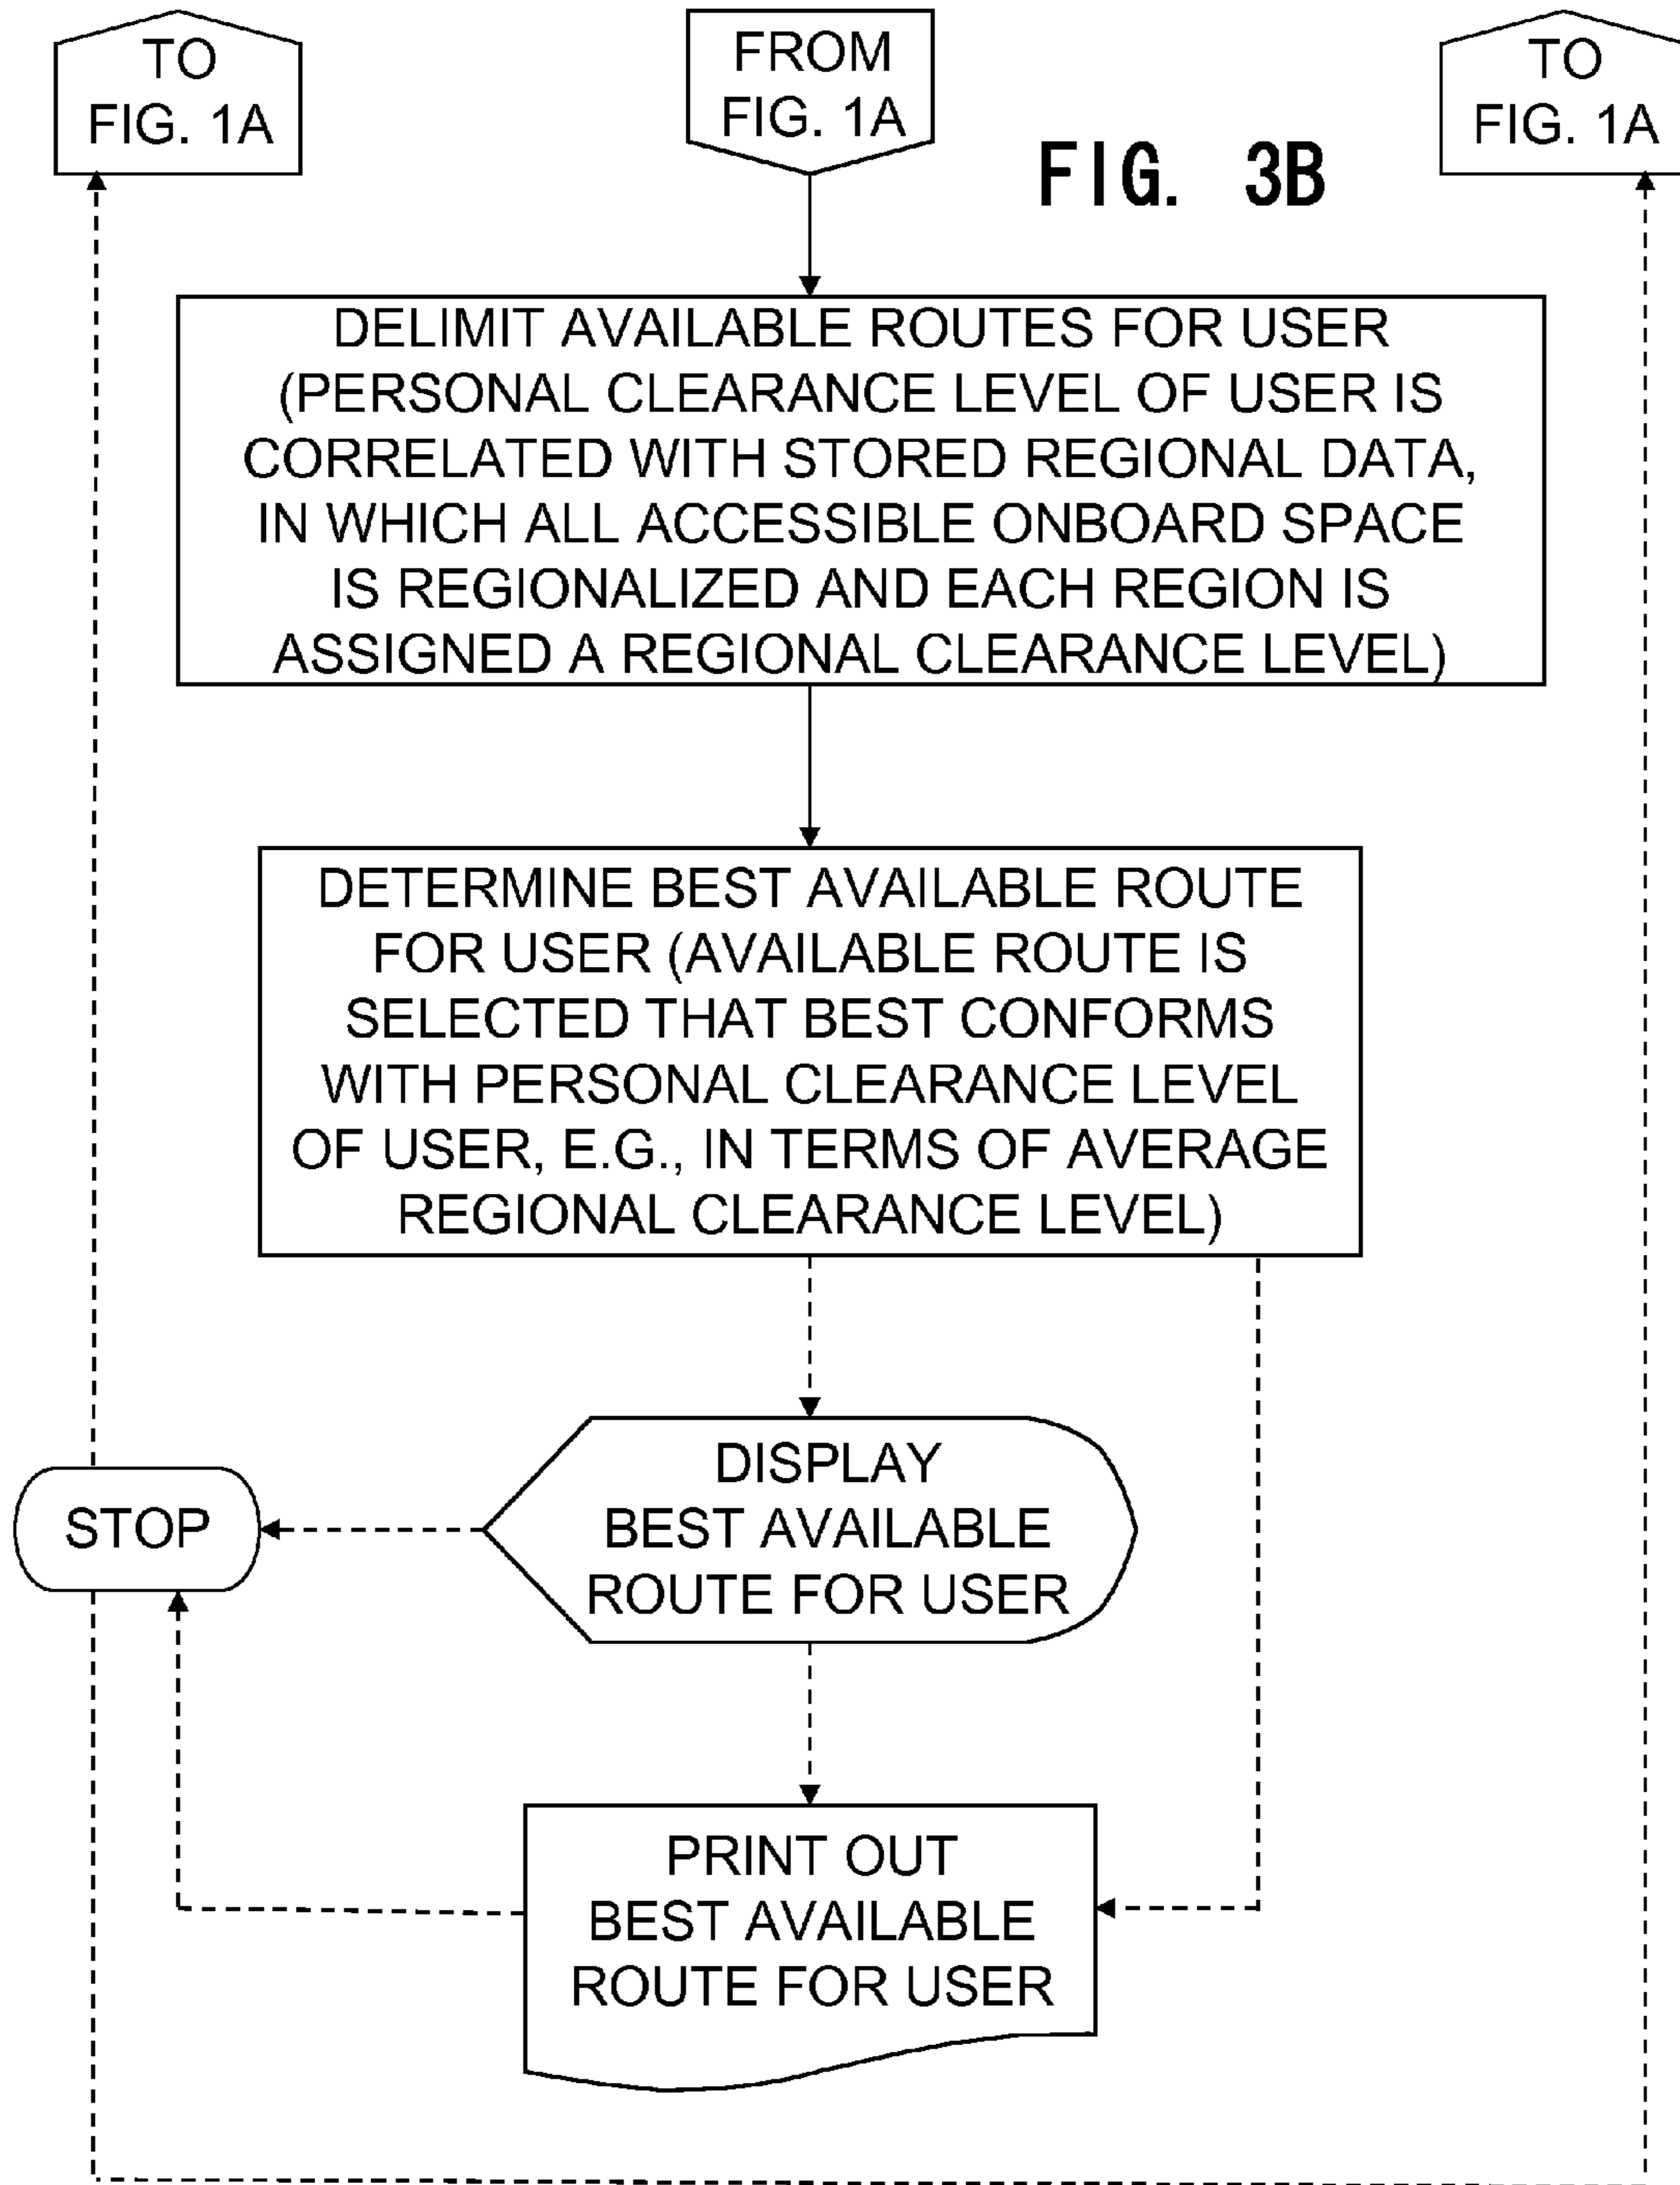 TO
FIG. 1A
FROM
FIG. 1A
TO
FIG. 1A
FIG. 3B
DELIMIT AVAILABLE ROUTES FOR USER
(PERSONAL CLEARANCE LEVEL OF USER IS
CORRELATED WITH STORED REGIONAL DATA,
IN WHICH ALL ACCESSIBLE ONBOARD SPACE
IS REGIONALIZED AND EACH REGION IS
ASSIGNED A REGIONAL CLEARANCE LEVEL)
DETERMINE BEST AVAILABLE ROUTE
FOR USER (AVAILABLE ROUTE IS
SELECTED THAT BEST CONFORMS
WITH PERSONAL CLEARANCE LEVEL
OF USER, E.G., IN TERMS OF AVERAGE
REGIONAL CLEARANCE LEVEL)
DISPLAY
BEST AVAILABLE
ROUTE FOR USER
STOP
PRINT OUT
BEST AVAILABLE
ROUTE FOR USER